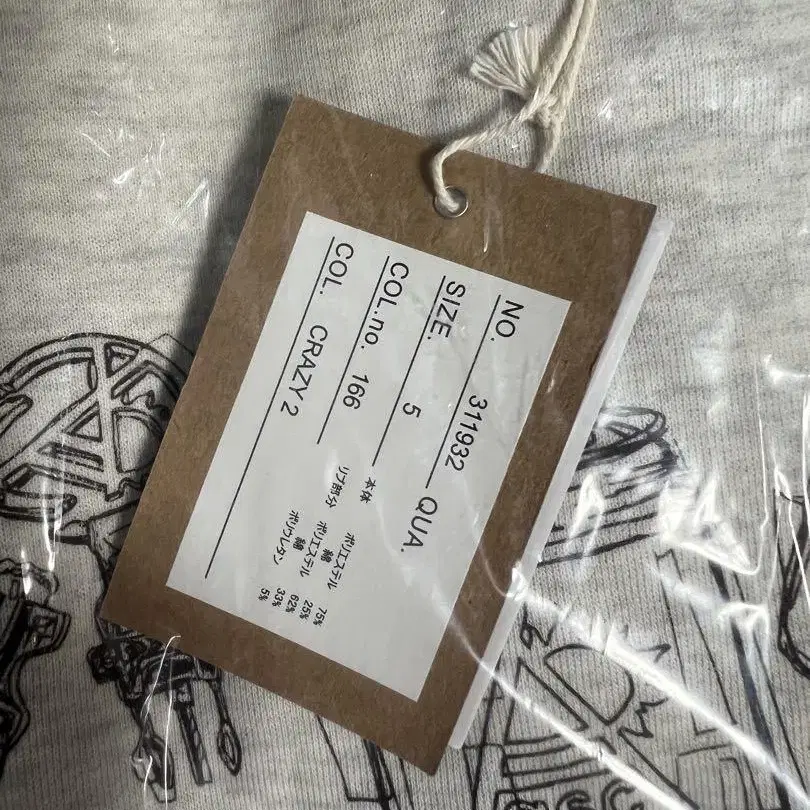 NO. 311932 QUA.
SIZE. 5
COL.no. 166
COL. CRAZY 2
本体 ポリエステル 75%
綿 25%
リブ部分 ポリエステル 62%
綿 33%
ポリウレタン 5%